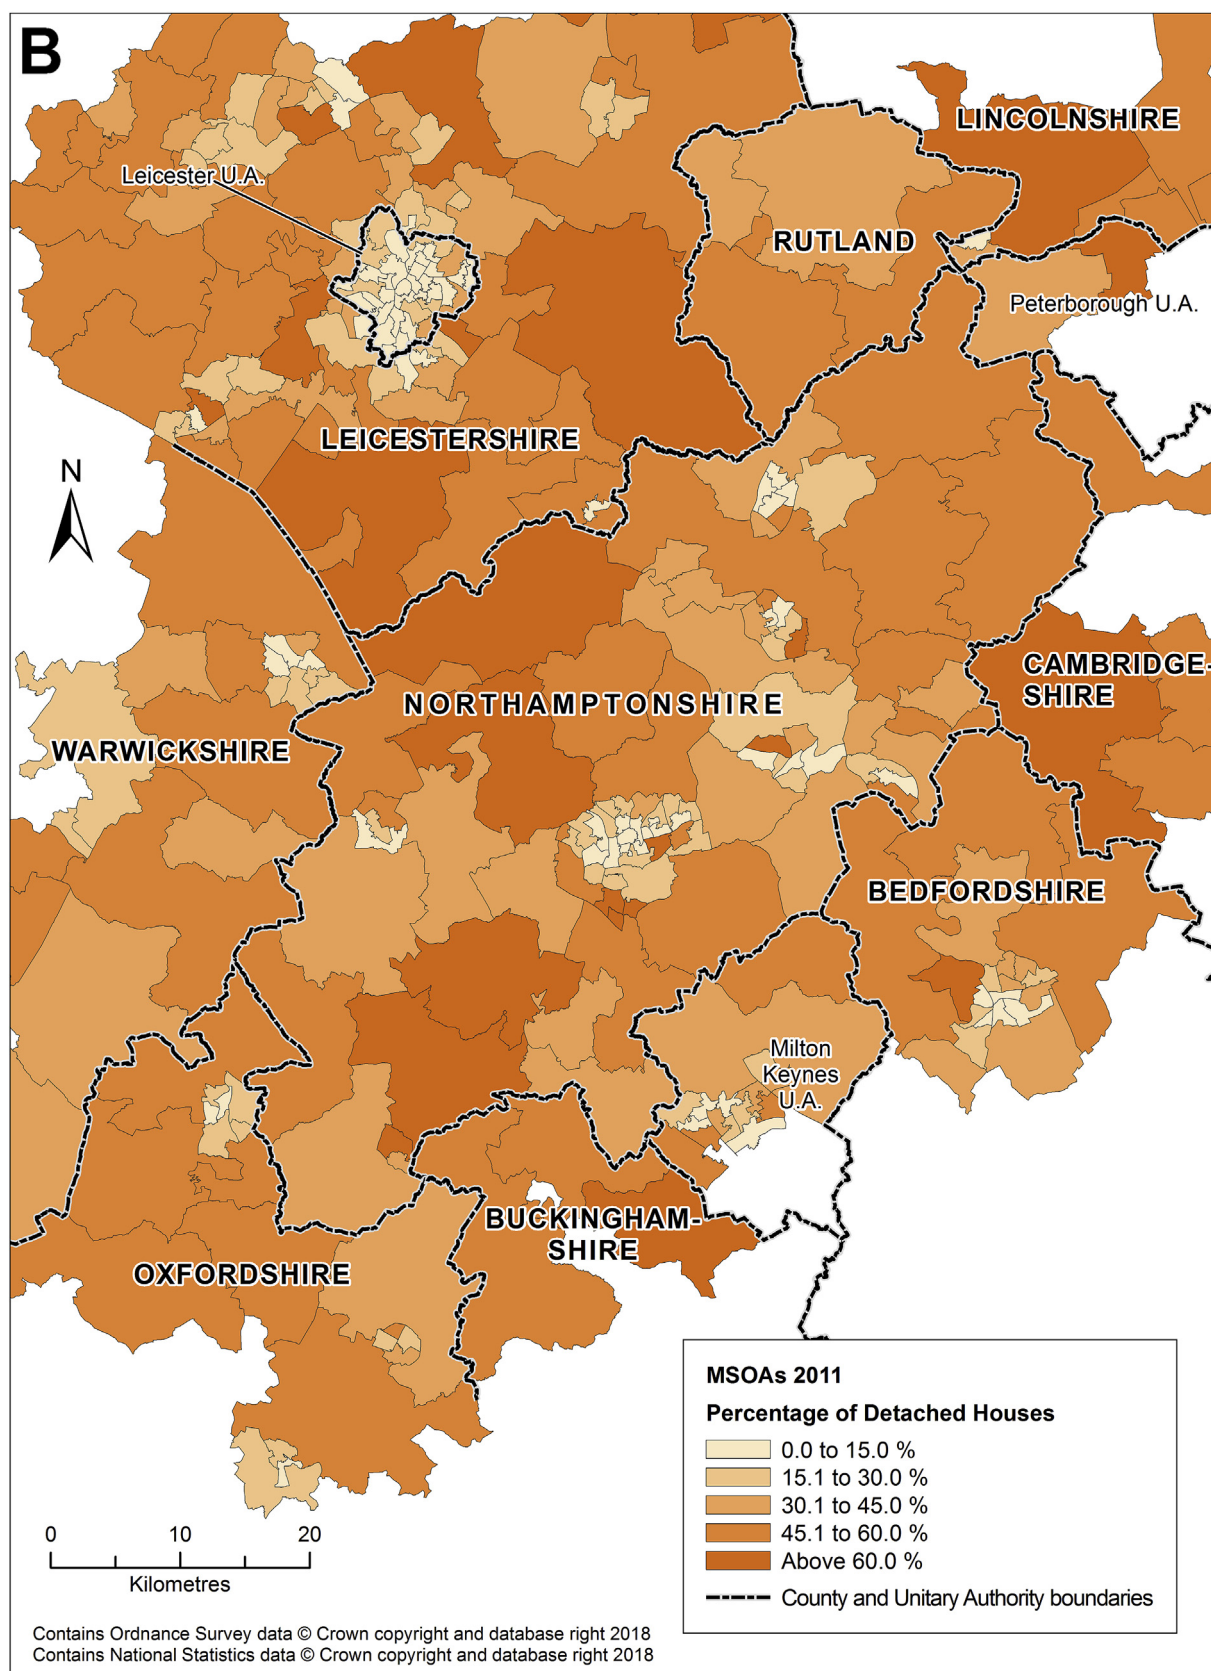 B
LINCOLNSHIRE
Leicester U.A.
RUTLAND
Peterborough U.A.
LEICESTERSHIRE
N
CAMBRIDGE-
SHIRE
NORTHAMPTONSHIRE
WARWICKSHIRE
BEDFORDSHIRE
Milton
Keynes
U.A.
BUCKINGHAM-
SHIRE
OXFORDSHIRE
MSOAs 2011
Percentage of Detached Houses
0.0 to 15.0 %
15.1 to 30.0 %
30.1 to 45.0 %
45.1 to 60.0 %
Above 60.0 %
County and Unitary Authority boundaries
0 10 20
Kilometres
Contains Ordnance Survey data © Crown copyright and database right 2018
Contains National Statistics data © Crown copyright and database right 2018